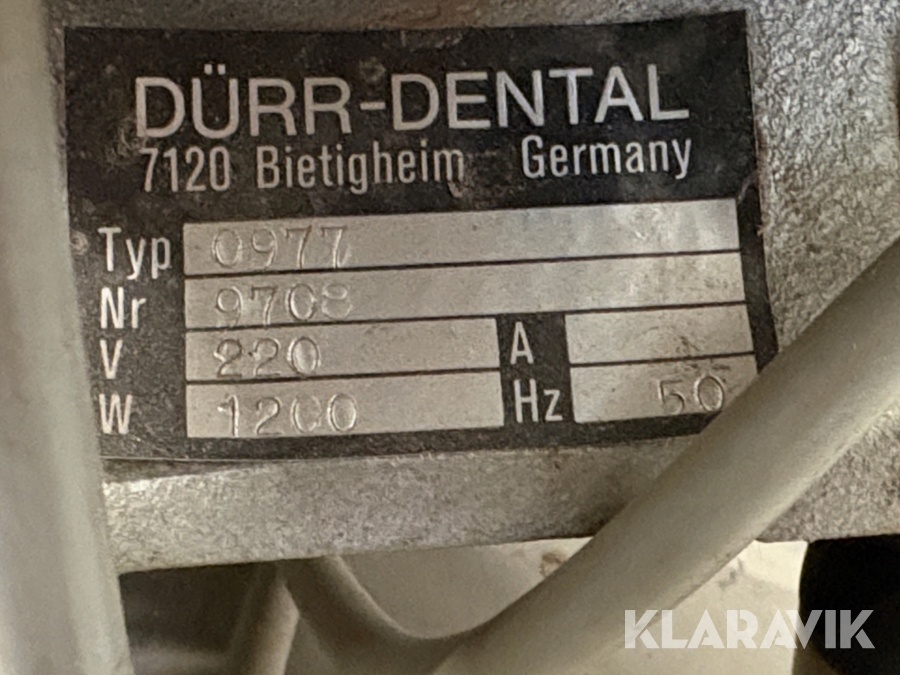 DÜRR-DENTAL
7120 Bietigheim Germany
Typ 0977
Nr 9708
V 220 A
W 1200 Hz 50
KLARAVIK